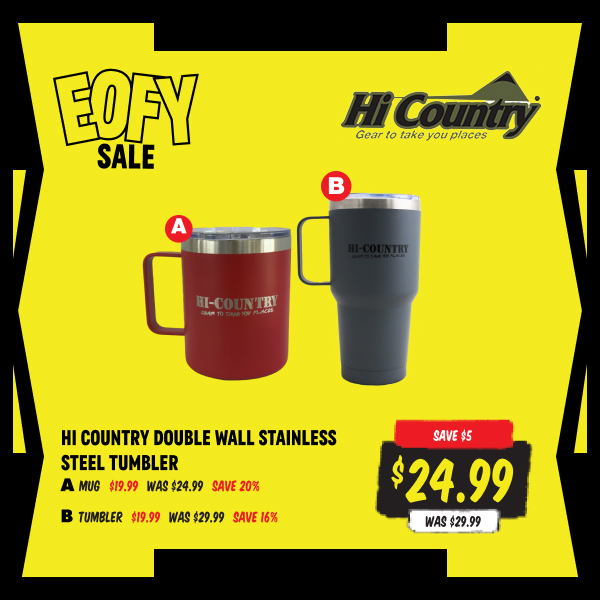 EOFY
SALE
Hi Country
Gear to take you places
A
B
HI-COUNTRY
GEAR TO TAKE YOU PLACES
HI-COUNTRY
GEAR TO TAKE YOU PLACES
HI COUNTRY DOUBLE WALL STAINLESS
STEEL TUMBLER
A MUG $19.99 WAS $24.99 SAVE 20%
B TUMBLER $19.99 WAS $29.99 SAVE 16%
SAVE $5
$24.99
WAS $29.99